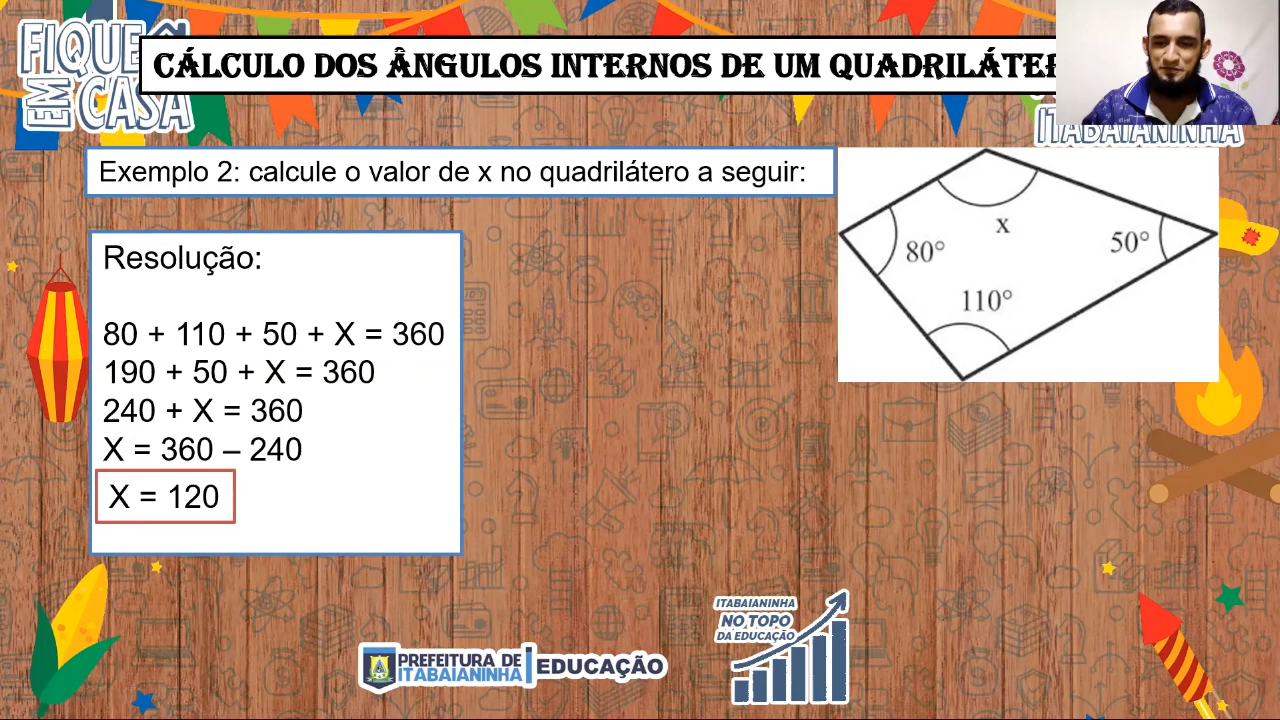 FIQUE
EM
CASA
CÁLCULO DOS ÂNGULOS INTERNOS DE UM QUADRILÁTER
ITABAIANINHA
Exemplo 2: calcule o valor de x no quadrilátero a seguir:
Resolução:
80 + 110 + 50 + X = 360
190 + 50 + X = 360
240 + X = 360
X = 360 – 240
X = 120
x
80°
50°
110°
PREFEITURA DE
ITABAIANINHA
EDUCAÇÃO
ITABAIANINHA
NO TOPO
DA EDUCAÇÃO